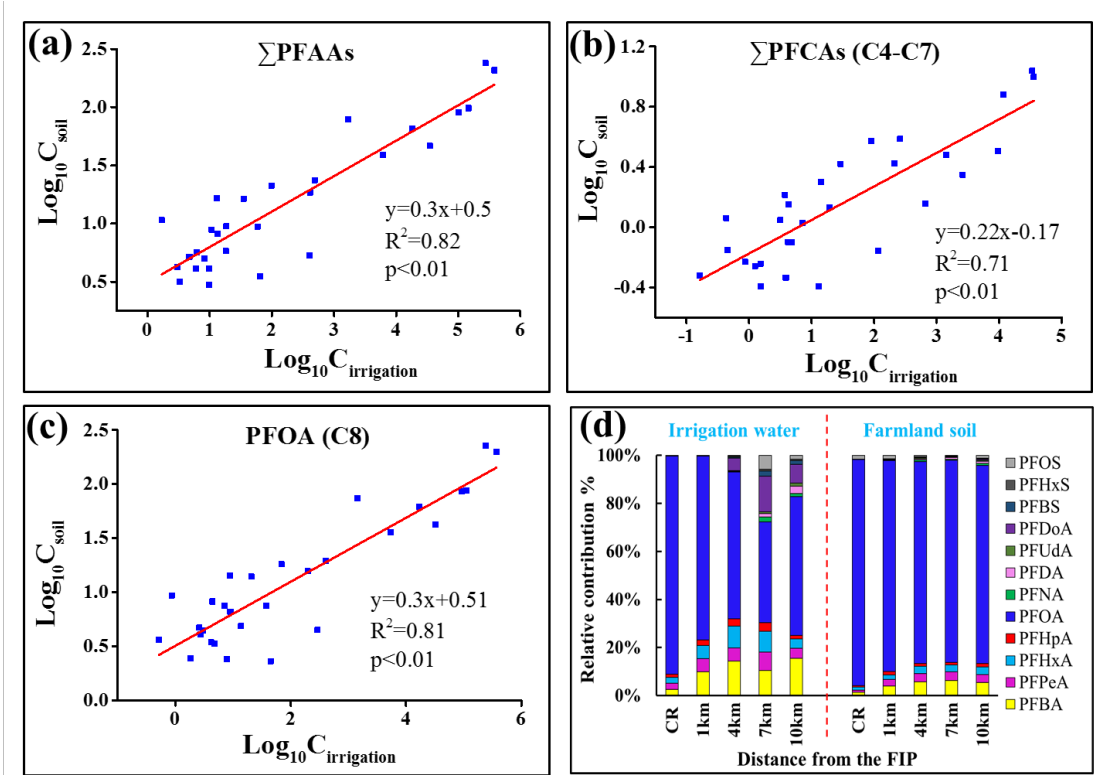 (a)
∑PFAAs
2.5
2.0
1.5
1.0
0.5
Log10Csoil
y=0.3x+0.5
R2=0.82
p<0.01
0 1 2 3 4 5 6
Log10Cirrigation
(b)
∑PFCAs (C4-C7)
1.2
0.8
0.4
0.0
-0.4
Log10Csoil
y=0.22x-0.17
R2=0.71
p<0.01
-1 0 1 2 3 4 5
Log10Cirrigation
(c)
PFOA (C8)
2.5
2.0
1.5
1.0
0.5
0.0
Log10Csoil
y=0.3x+0.51
R2=0.81
p<0.01
0 2 4 6
Log10Cirrigation
(d)
Irrigation water Farmland soil
100%
80%
60%
40%
20%
0%
Relative contribution %
CR 1km 4km 7km 10km CR 1km 4km 7km 10km
Distance from the FIP
PFOS
PFHxS
PFBS
PFDoA
PFUdA
PFDA
PFNA
PFOA
PFHpA
PFHxA
PFPeA
PFBA